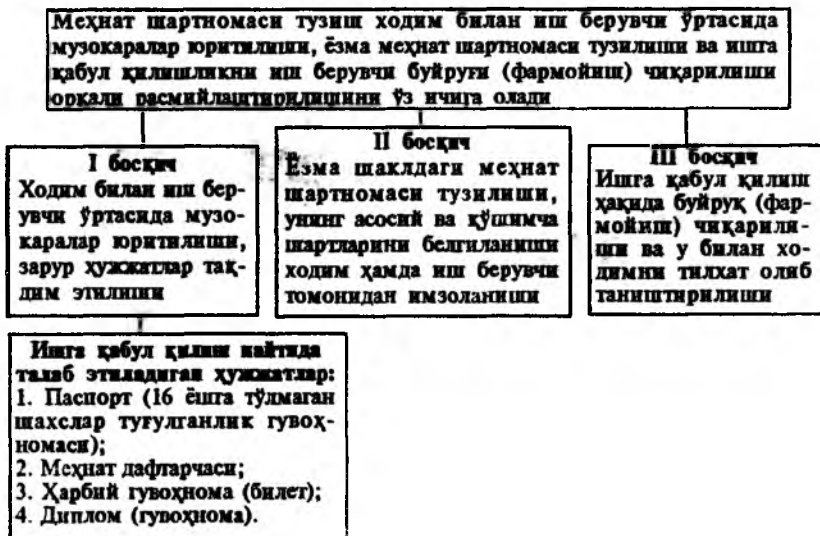 Меҳнат шартномаси тузиш ходим билан иш берувчи ўртасида
музокаралар юритилиши, ёзма меҳнат шартномаси тузилиши ва ишга
қабул қилишликни иш берувчи буйруғи (фармойиш) чиқарилиши
орқали расмийлаштирилишини ўз ичига олади
I босқич
Ходим билан иш бер-
увчи ўртасида музо-
каралар юритилиши,
зарур ҳужжатлар тақ-
дим этилиши
II босқич
Ёзма шаклдаги меҳнат
шартномаси тузилиши,
унинг асосий ва қўшимча
шартларини белгиланиши
ходим ҳамда иш берувчи
томонидан имзоланиши
III босқич
Ишга қабул қилиш
ҳақида буйруқ (фар-
мойиш) чиқарили-
ши ва у билан хо-
димни тилхат олиб
таништирилиши
Ишга қабул қилиш пайтида
талаб этиладиган ҳужжатлар:
1. Паспорт (16 ёшга тўлмаган
шахслар туғулганлик гувоҳ-
номаси);
2. Меҳнат дафтарчаси;
3. Ҳарбий гувоҳнома (билет);
4. Диплом (гувоҳнома).